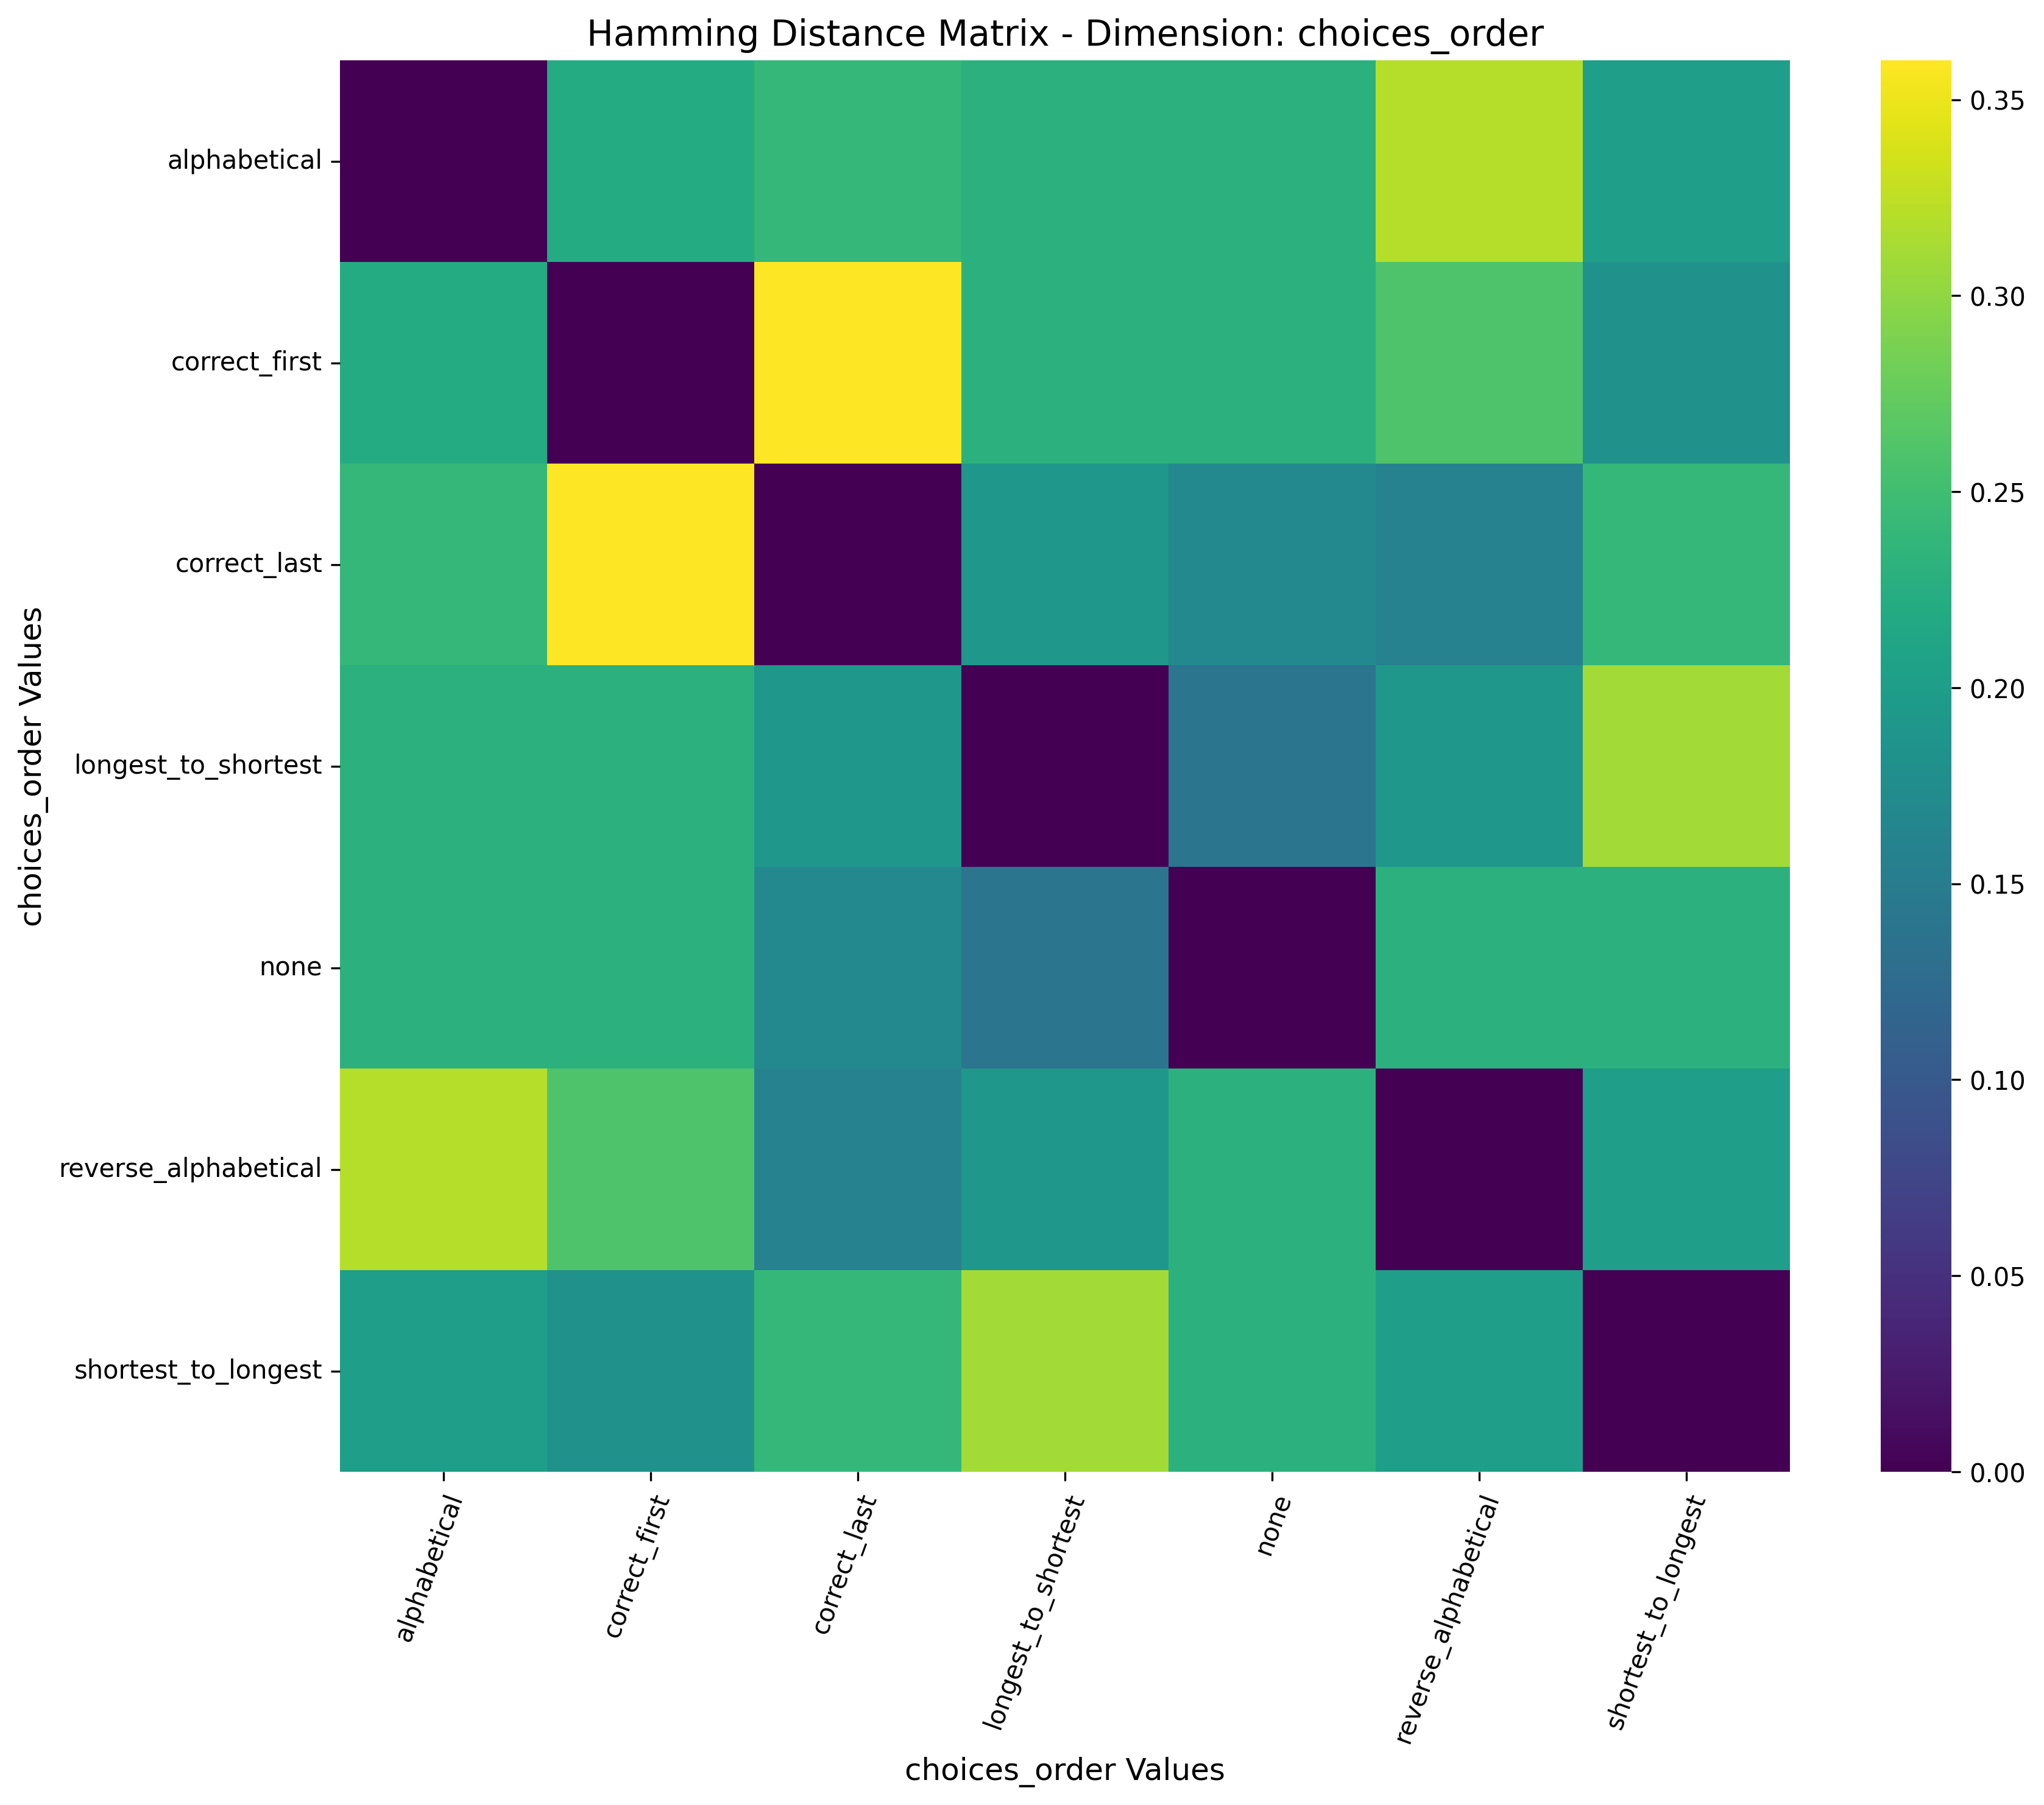 Hamming Distance Matrix - Dimension: choices_order
choices_order Values
alphabetical
correct_first
correct_last
longest_to_shortest
none
reverse_alphabetical
shortest_to_longest
alphabetical
correct_first
correct_last
longest_to_shortest
none
reverse_alphabetical
shortest_to_longest
choices_order Values
0.35
0.30
0.25
0.20
0.15
0.10
0.05
0.00